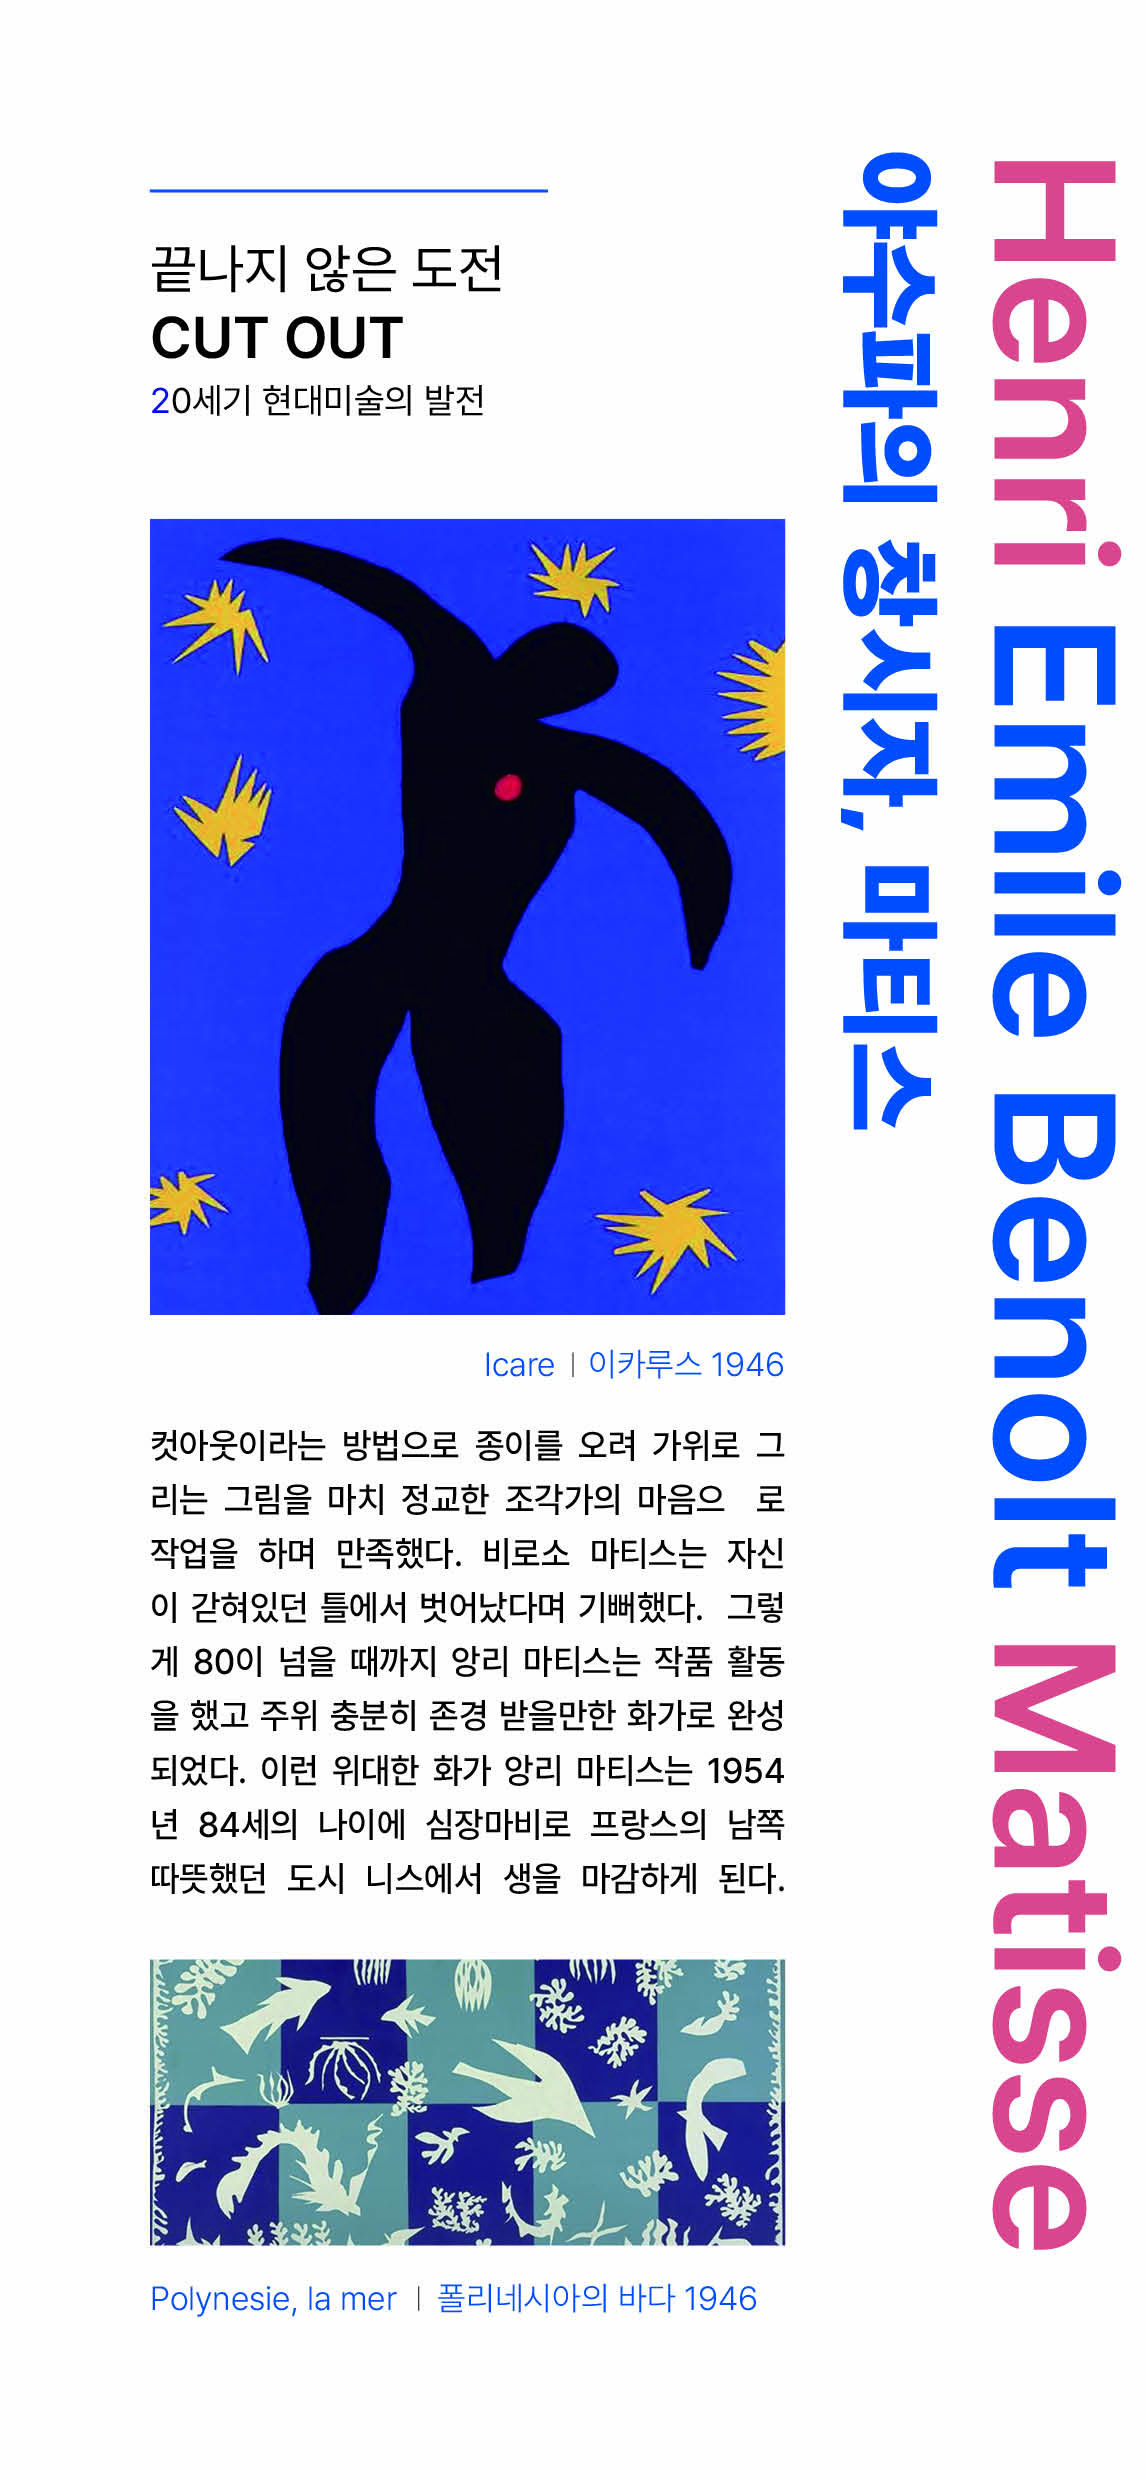 Henri Emile Benolt Matisse
야수파의 창시자, 마티스
끝나지 않은 도전
CUT OUT
20세기 현대미술의 발전
Icare | 이카루스 1946
컷아웃이라는 방법으로 종이를 오려 가위로 그
리는 그림을 마치 정교한 조각가의 마음으 로
작업을 하며 만족했다. 비로소 마티스는 자신
이 갇혀있던 틀에서 벗어났다며 기뻐했다. 그렇
게 80이 넘을 때까지 앙리 마티스는 작품 활동
을 했고 주위 충분히 존경 받을만한 화가로 완성
되었다. 이런 위대한 화가 앙리 마티스는 1954
년 84세의 나이에 심장마비로 프랑스의 남쪽
따뜻했던 도시 니스에서 생을 마감하게 된다.
Polynesie, la mer | 폴리네시아의 바다 1946